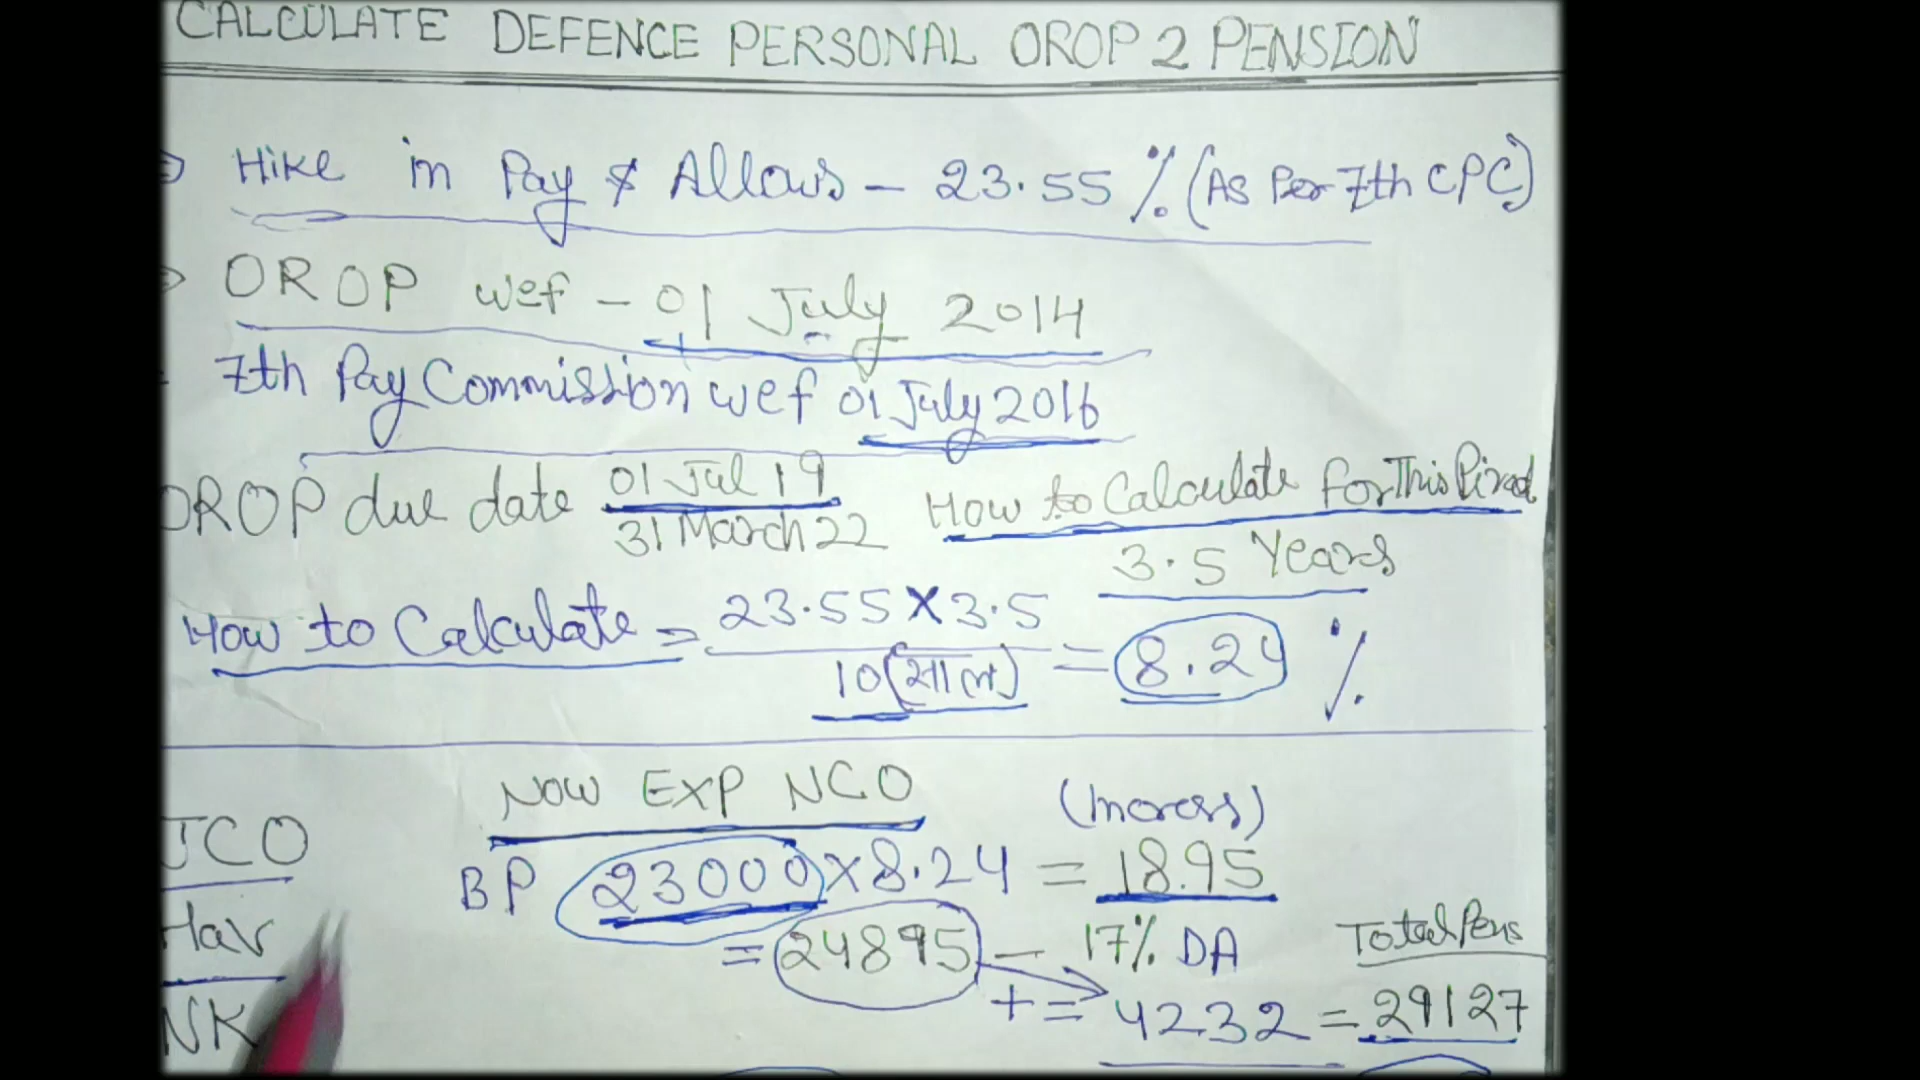 CALCULATE DEFENCE PERSONAL OROP 2 PENSION
Hike in Pay & Allows - 23.55 % (As Per 7th CPC)
OROP wef - 01 July 2014
7th Pay Commission wef 01 July 2016
OROP due date 01 Jul 19 How to Calculate For This Pirod
31 March 22 3.5 Years
How to Calculate = 23.55 X 3.5 = 8.24 %
10 (साल)
NOW EXP NCO
JCO (Incress)
BP 23000 x 8.24 = 18.95
Hav = 24895 - 17% DA Total Pens
NK + = 4232 = 29127